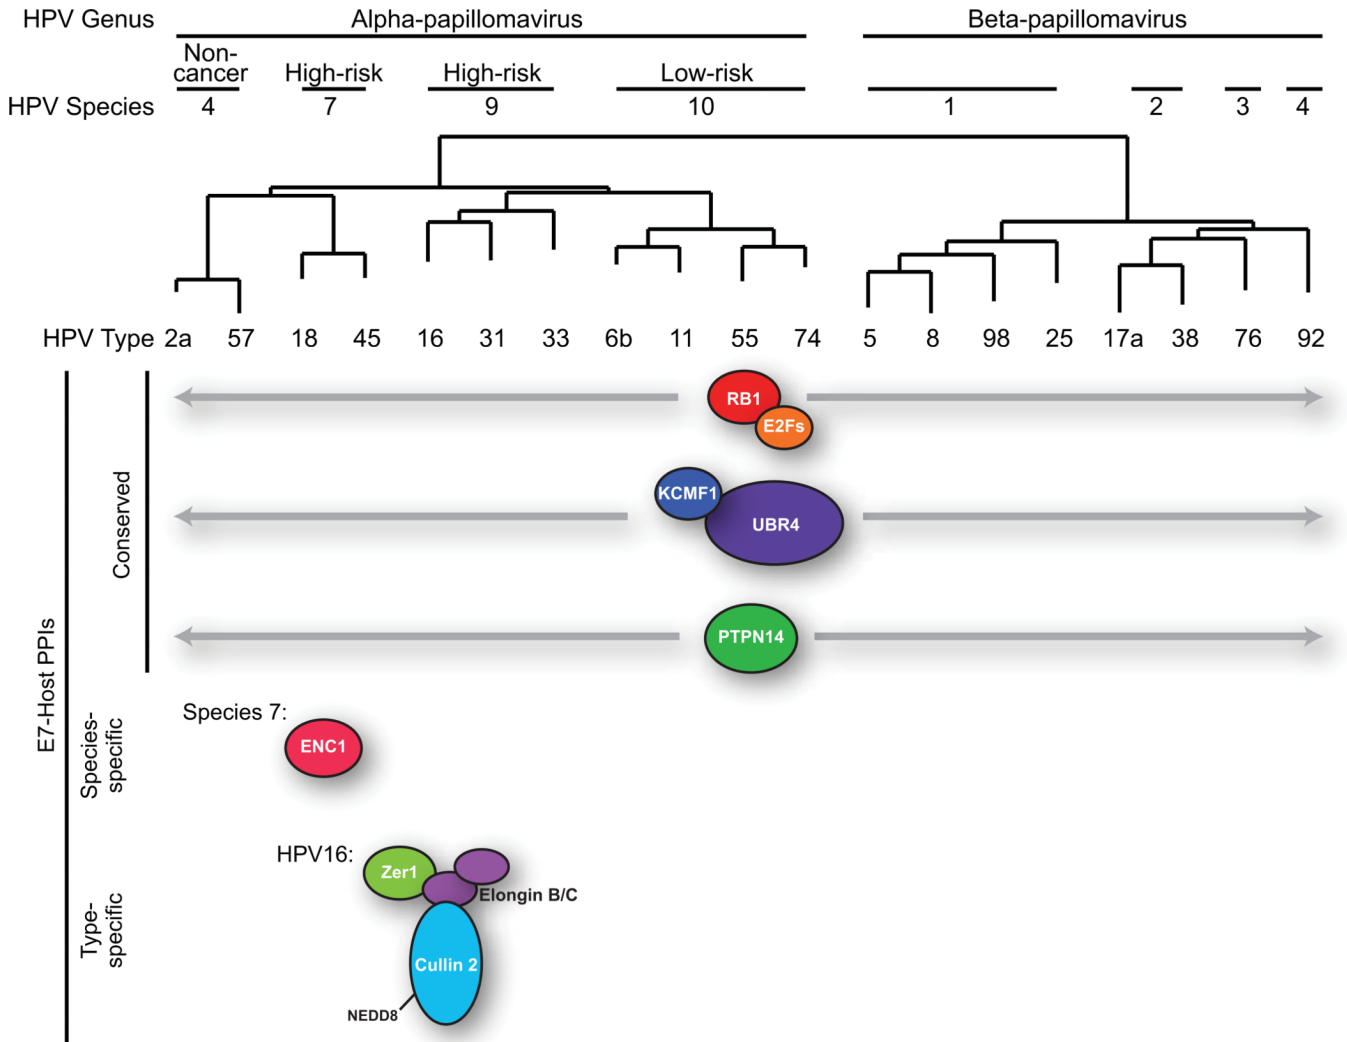 HPV Genus Alpha-papillomavirus Beta-papillomavirus
Non-
cancer High-risk High-risk Low-risk
HPV Species 4 7 9 10 1 2 3 4
HPV Type 2a 57 18 45 16 31 33 6b 11 55 74 5 8 98 25 17a 38 76 92
E7-Host PPIs
Conserved
RB1
E2Fs
KCMF1
UBR4
PTPN14
Species-
specific
Species 7:
ENC1
Type-
specific
HPV16:
Zer1
Elongin B/C
Cullin 2
NEDD8